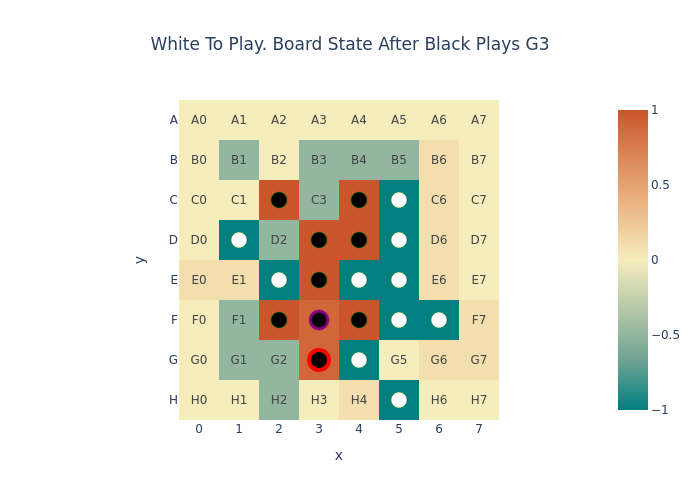 White To Play. Board State After Black Plays G3
A A0 A1 A2 A3 A4 A5 A6 A7
B B0 B1 B2 B3 B4 B5 B6 B7
C C0 C1 C3 C6 C7
D D0 D2 D6 D7
E E0 E1 E6 E7
F F0 F1 F7
G G0 G1 G2 G5 G6 G7
H H0 H1 H2 H3 H4 H6 H7
0 1 2 3 4 5 6 7
x
y
1
0.5
0
−0.5
−1